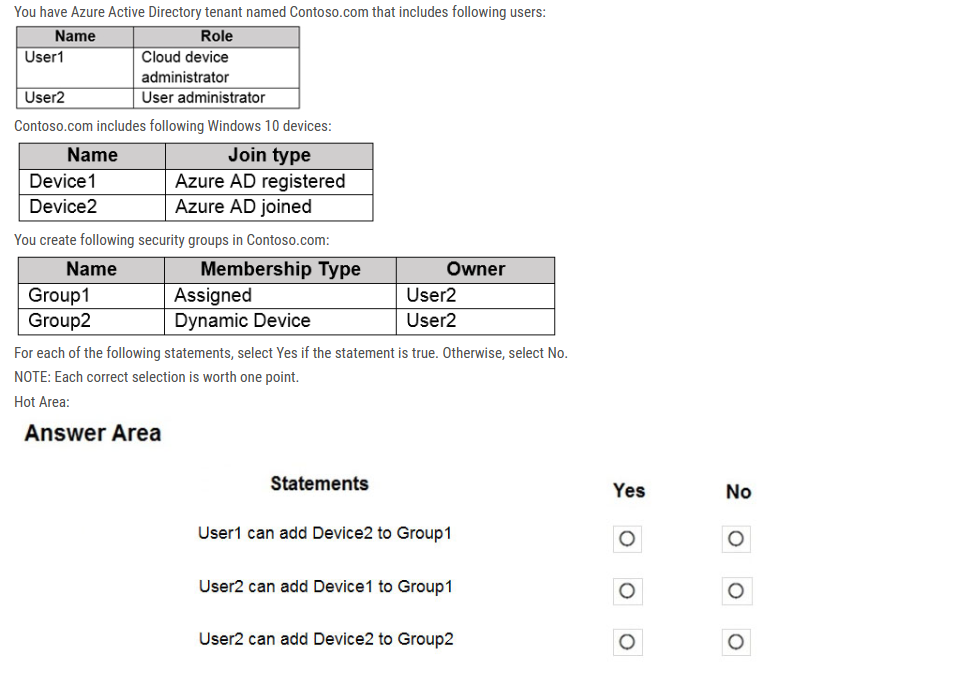 You have Azure Active Directory tenant named Contoso.com that includes following users:
Name Role
User1 Cloud device
administrator
User2 User administrator
Contoso.com includes following Windows 10 devices:
Name Join type
Device1 Azure AD registered
Device2 Azure AD joined
You create following security groups in Contoso.com:
Name Membership Type Owner
Group1 Assigned User2
Group2 Dynamic Device User2
For each of the following statements, select Yes if the statement is true. Otherwise, select No.
NOTE: Each correct selection is worth one point.
Hot Area:
Answer Area
Statements Yes No
User1 can add Device2 to Group1
User2 can add Device1 to Group1
User2 can add Device2 to Group2